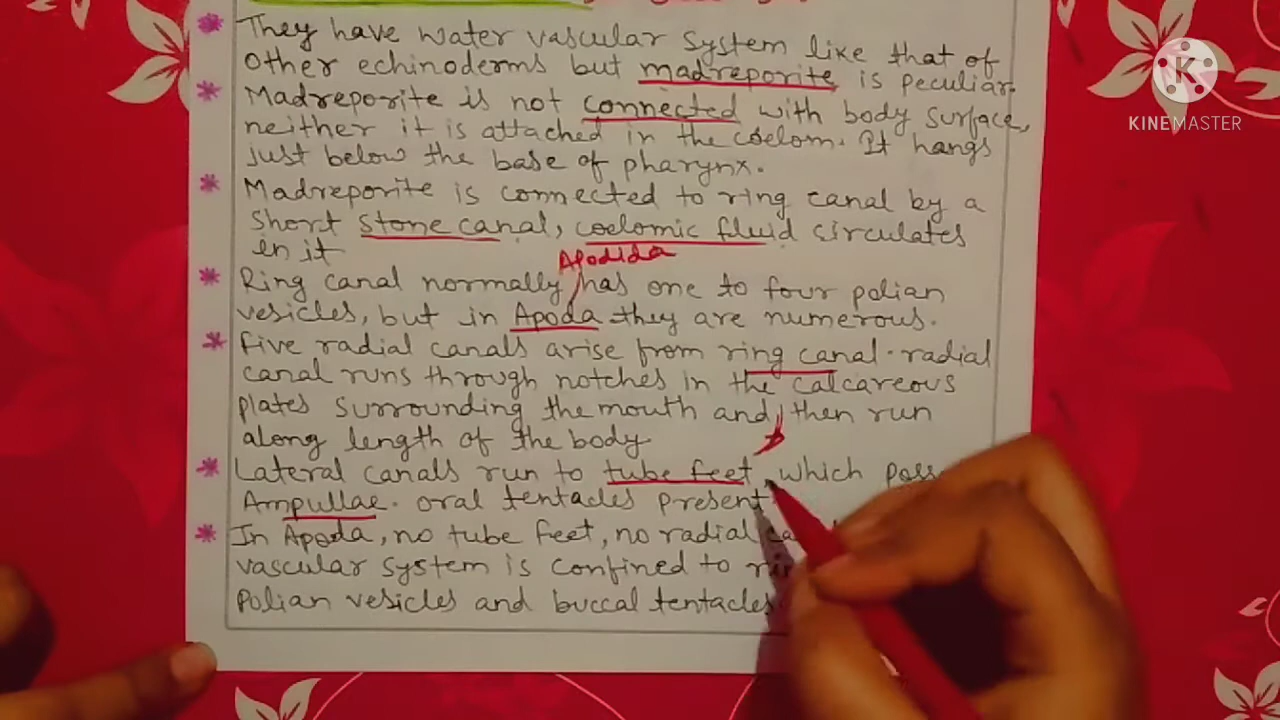 They have water vascular system like that of
other echinoderms but madreporite is peculiar.
Madreporite is not connected with body surface,
neither it is attached in the coelom. It hangs
just below the base of pharynx.
Madreporite is connected to ring canal by a
short stone canal, coelomic fluid circulates
in it
Apodida
Ring canal normally has one to four polian
vesicles, but in Apoda they are numerous.
Five radial canals arise from ring canal. radial
canal runs through notches in the calcareous
plates surrounding the mouth and then run
along length of the body
Lateral canals run to tube feet, which
Ampullae. oral tentacles present
In Apoda, no tube feet, no radial
vascular system is confined to
Polian vesicles and buccal tentacles
K
KINEMASTER